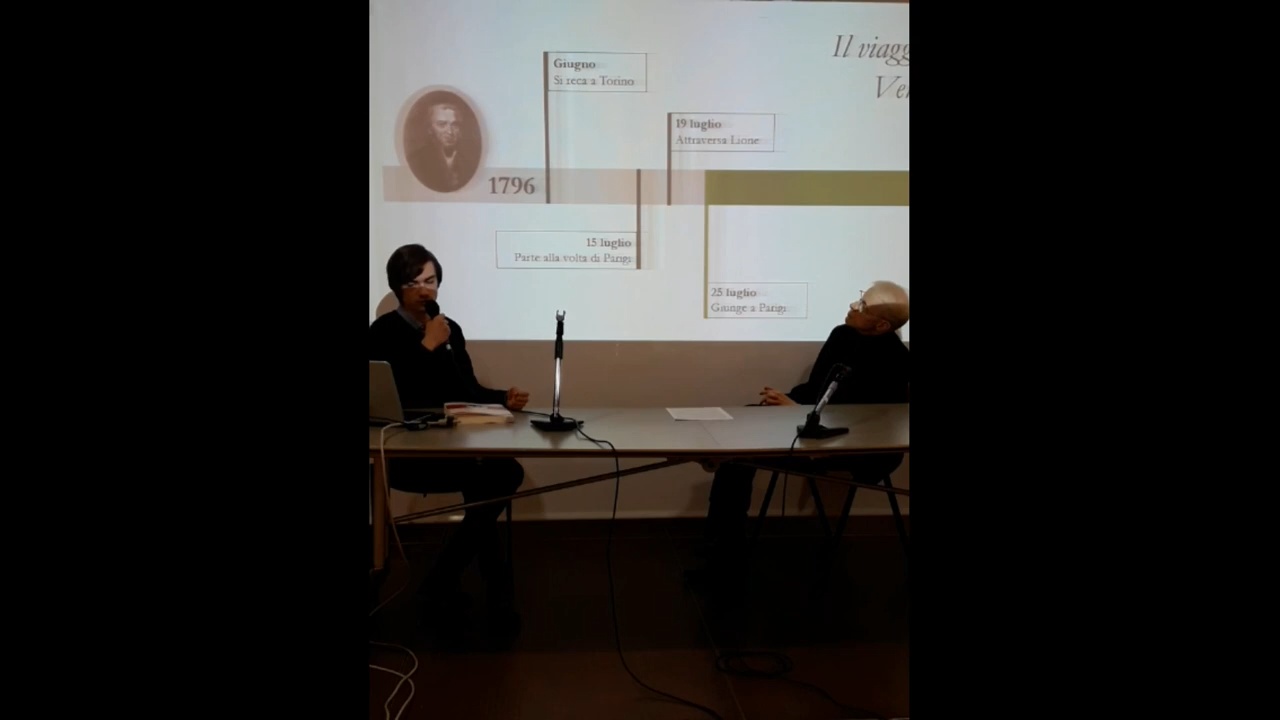 Il viagg
Ve
Giugno
Si reca a Torino
19 luglio
Attraversa Lione
1796
15 luglio
Parte alla volta di Parigi
25 luglio
Giunge a Parigi